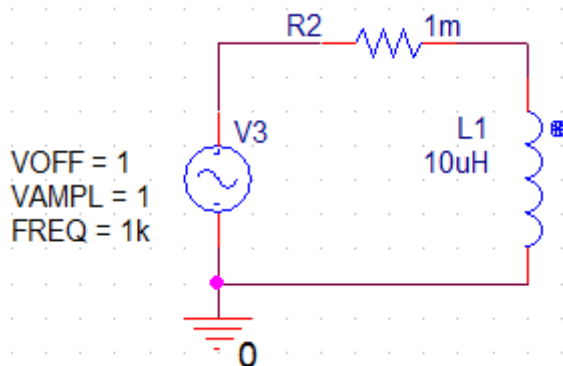 R2 1m
V3
L1
10uH
VOFF = 1
VAMPL = 1
FREQ = 1k
0